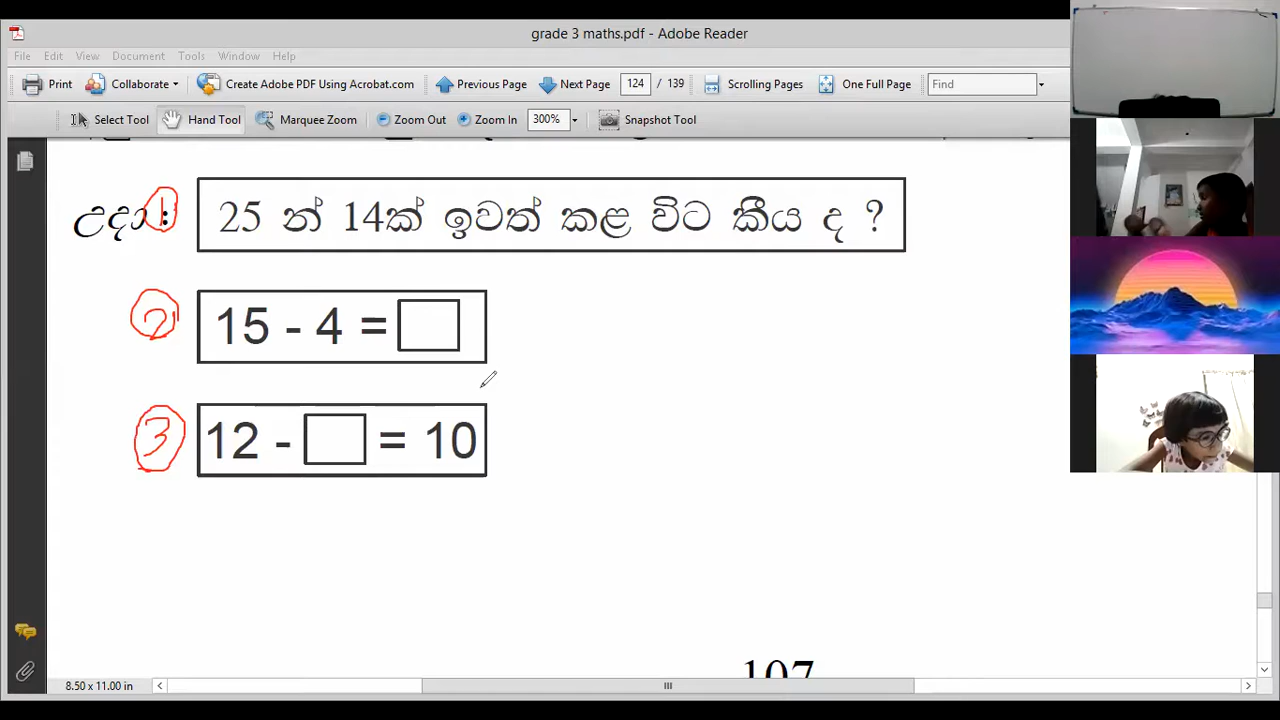 grade 3 maths.pdf - Adobe Reader
File Edit View Document Tools Window Help
Print Collaborate Create Adobe PDF Using Acrobat.com Previous Page Next Page 124 / 139 Scrolling Pages One Full Page Find
Select Tool Hand Tool Marquee Zoom Zoom Out Zoom In 300% Snapshot Tool
උදා : 1 25 න් 14ක් ඉවත් කළ විට කීය ද ?
2 15 - 4 =
3 12 - = 10
107
8.50 x 11.00 in